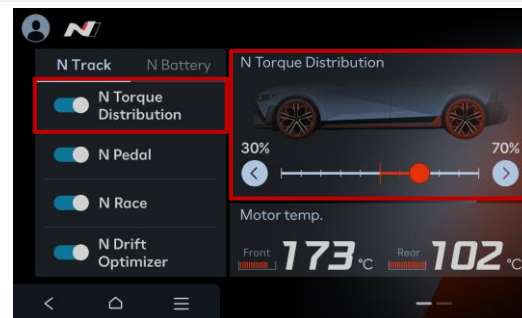 N
N Track N Battery
N Torque
Distribution
N Pedal
N Race
N Drift
Optimizer
N Torque Distribution
30% 70%
Motor temp.
Front 173 °C Rear 102 °C